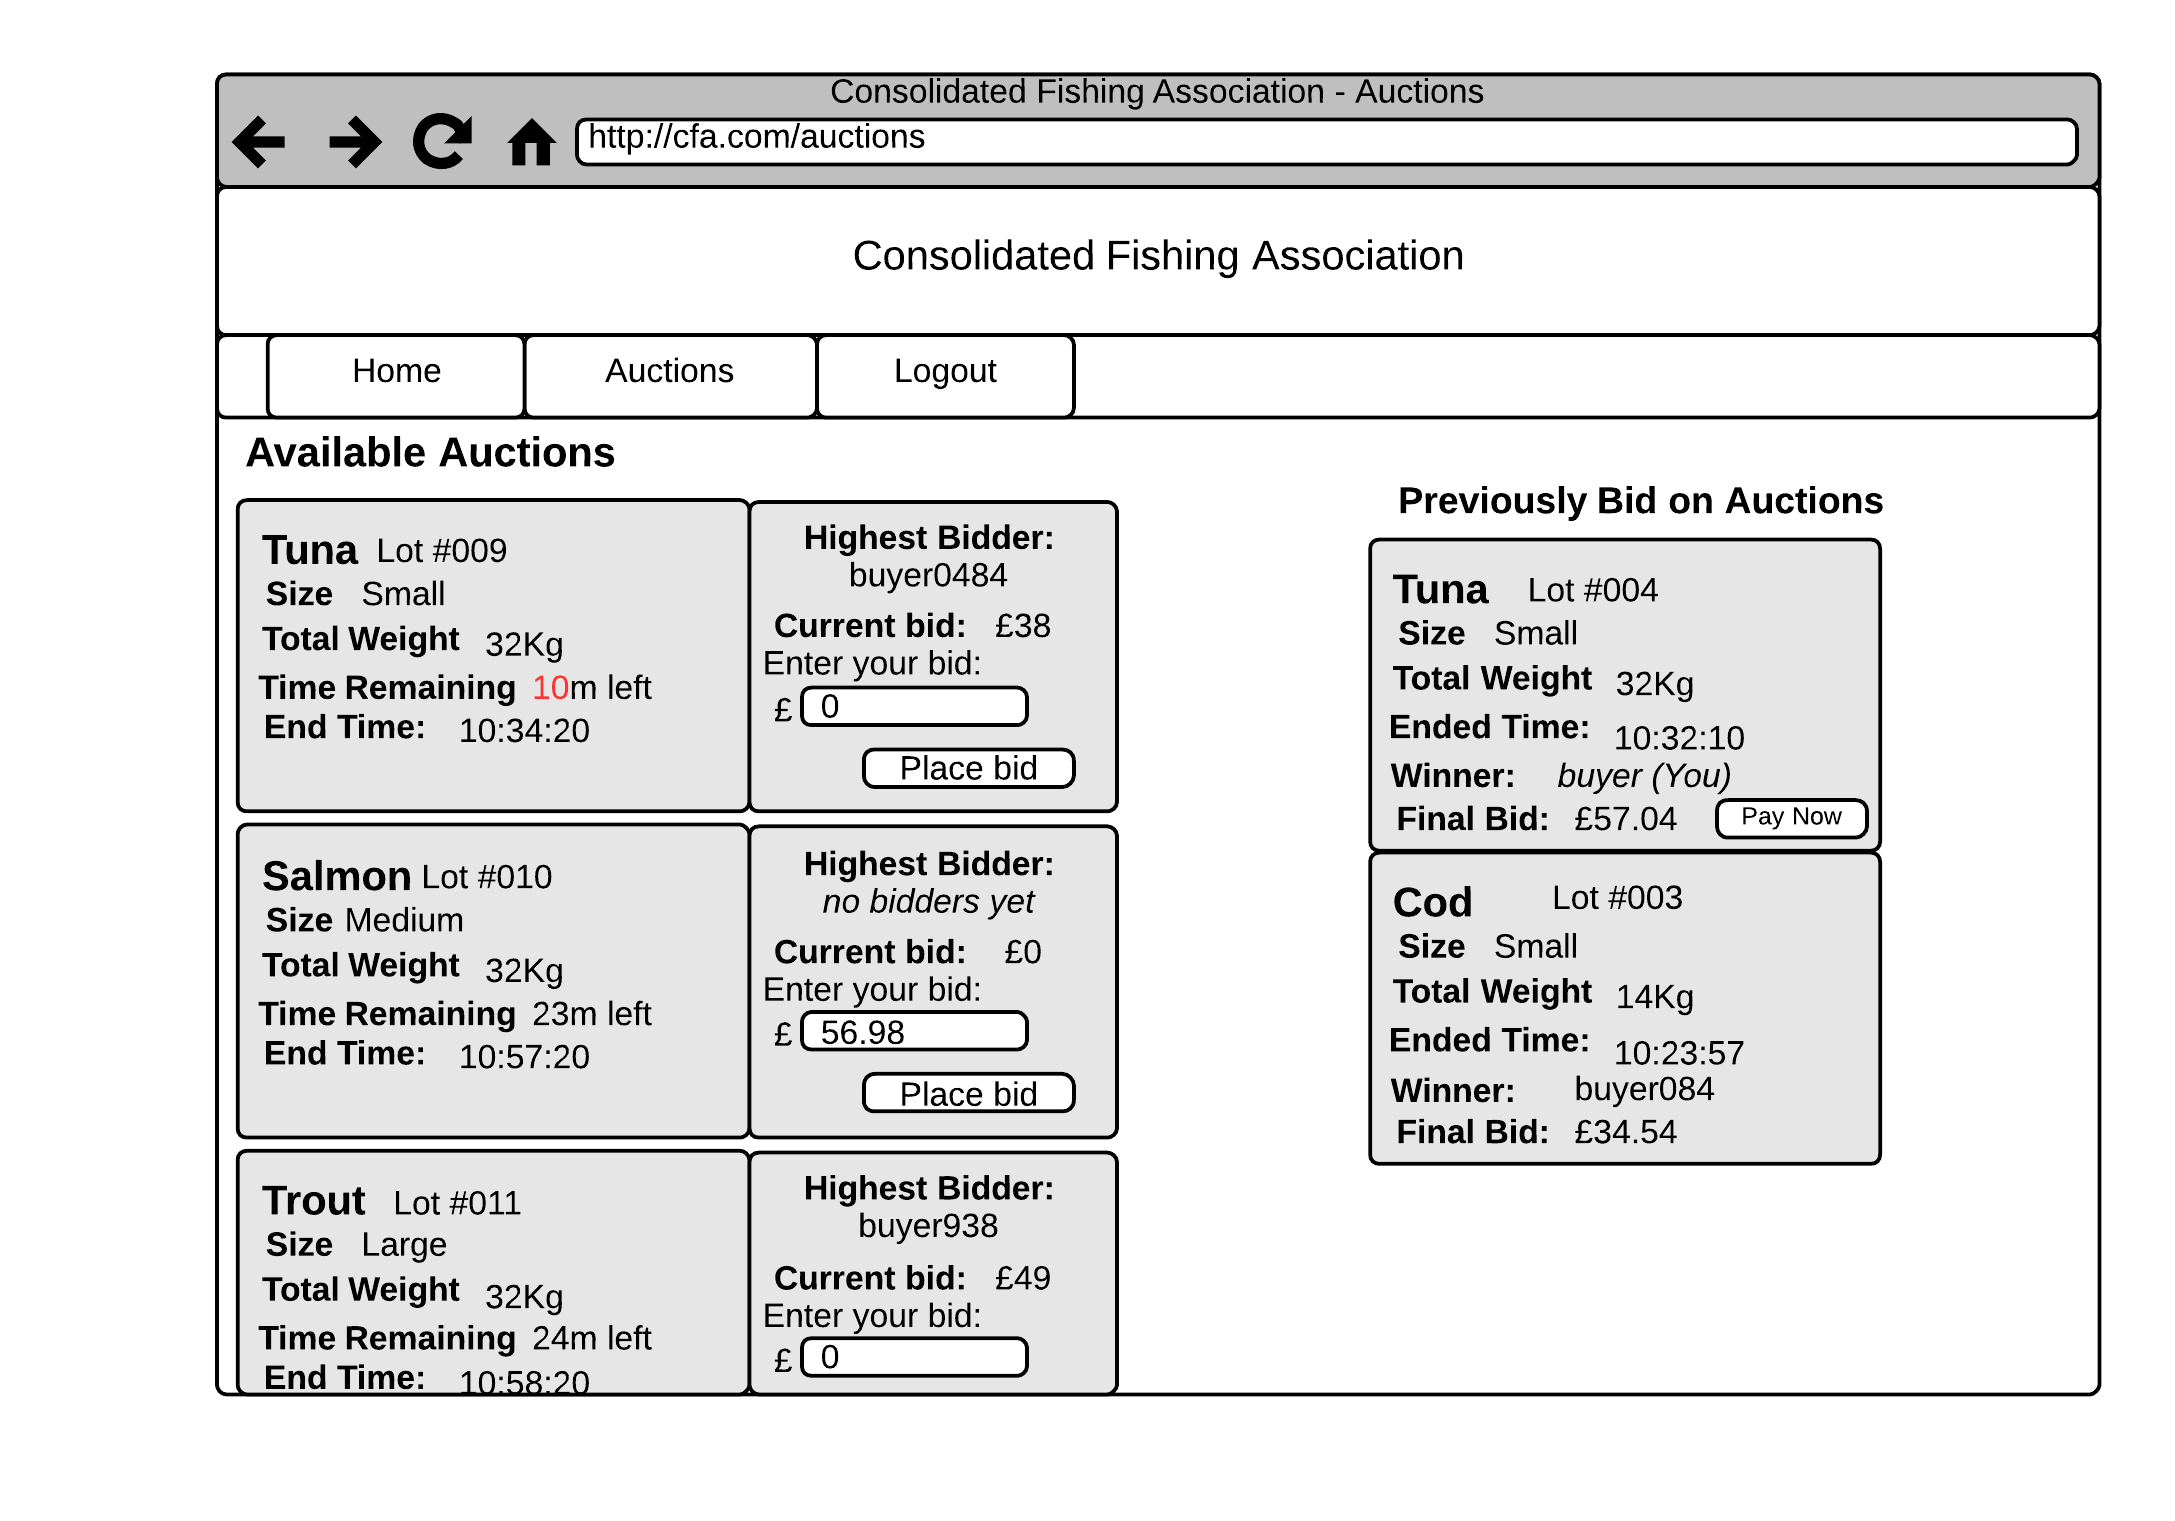 Consolidated Fishing Association - Auctions
http://cfa.com/auctions
Consolidated Fishing Association
Home Auctions Logout
Available Auctions
Tuna Lot #009
Size Small
Total Weight 32Kg
Time Remaining 10m left
End Time: 10:34:20
Highest Bidder:
buyer0484
Current bid: £38
Enter your bid:
£ 0
Place bid
Salmon Lot #010
Size Medium
Total Weight 32Kg
Time Remaining 23m left
End Time: 10:57:20
Highest Bidder:
no bidders yet
Current bid: £0
Enter your bid:
£ 56.98
Place bid
Trout Lot #011
Size Large
Total Weight 32Kg
Time Remaining 24m left
End Time: 10:58:20
Highest Bidder:
buyer938
Current bid: £49
Enter your bid:
£ 0
Previously Bid on Auctions
Tuna Lot #004
Size Small
Total Weight 32Kg
Ended Time: 10:32:10
Winner: buyer (You)
Final Bid: £57.04 Pay Now
Cod Lot #003
Size Small
Total Weight 14Kg
Ended Time: 10:23:57
Winner: buyer084
Final Bid: £34.54